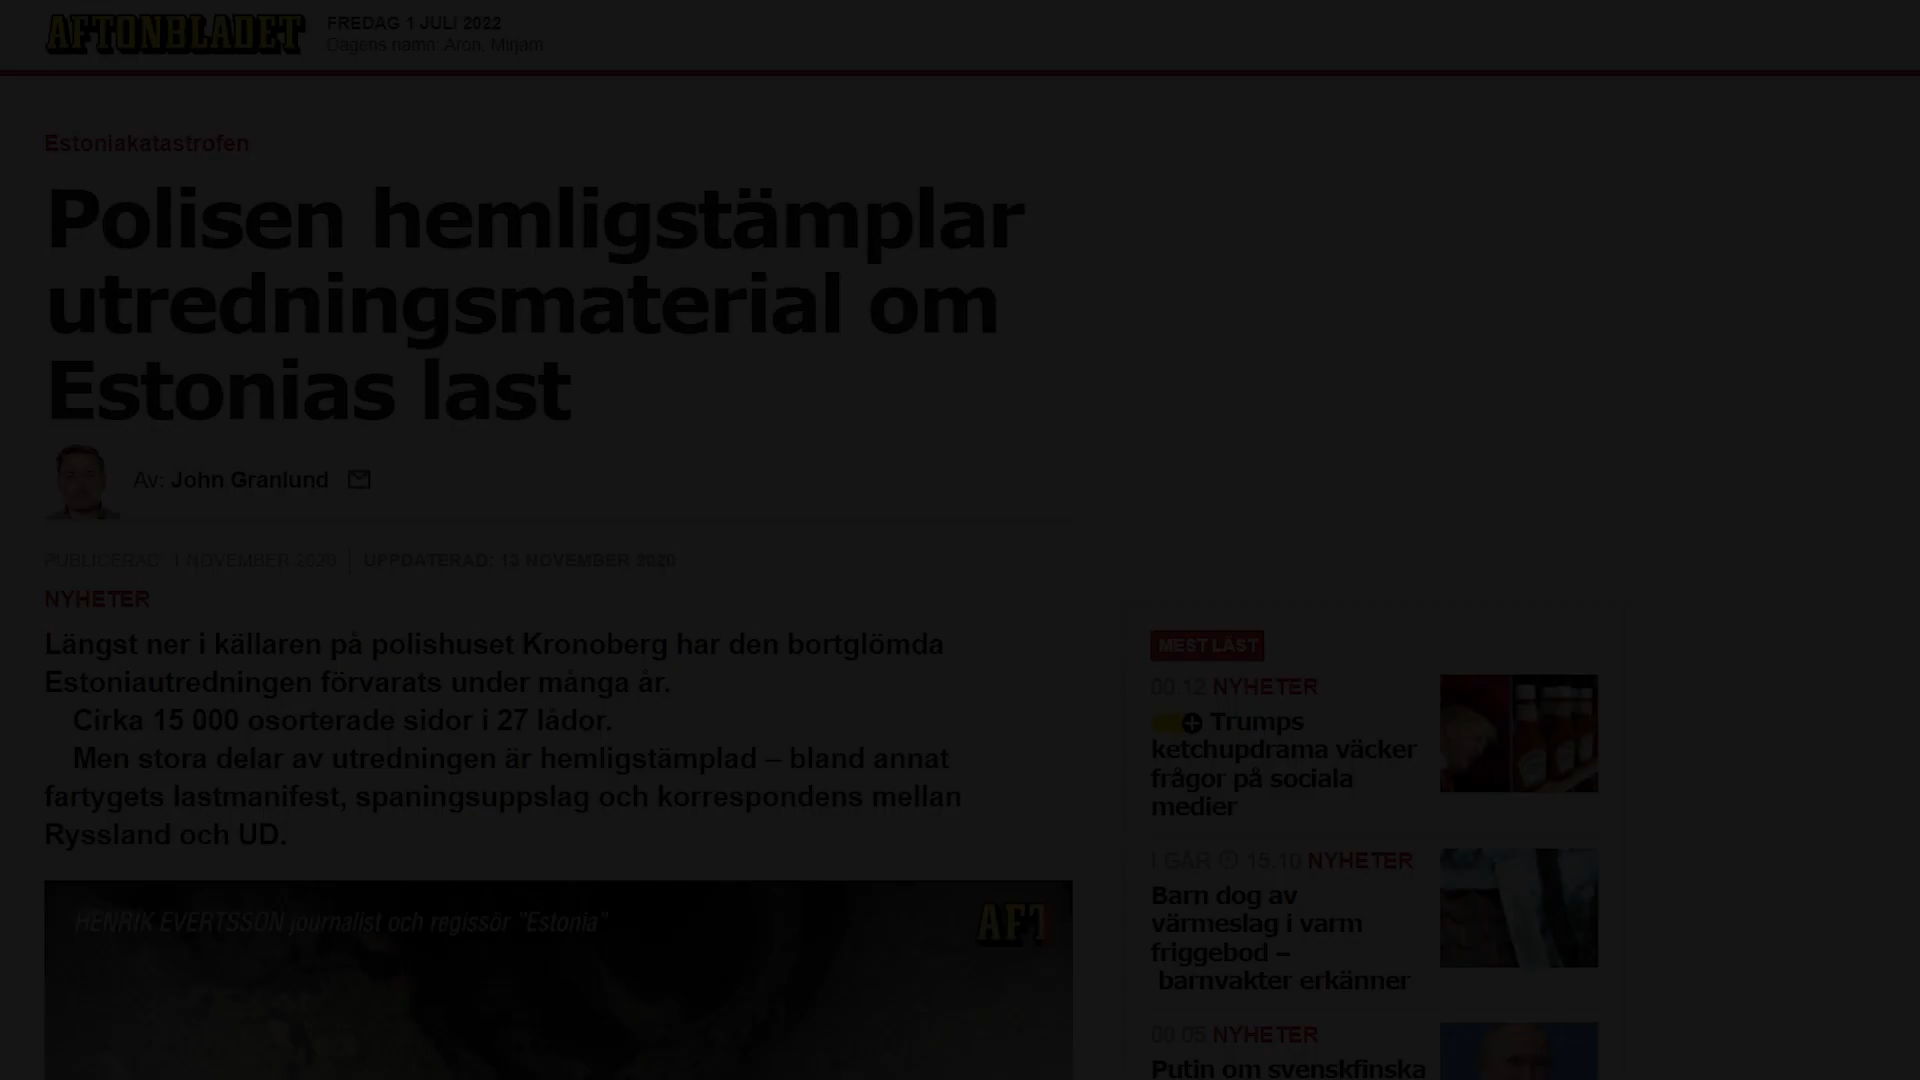 AFTONBLADET
FREDAG 1 JULI 2022
Dagens namn: Aron, Mirjam
Estoniakatastrofen
Polisen hemligstämplar
utredningsmaterial om
Estonias last
Av: John Granlund
PUBLICERAD: 1 NOVEMBER 2020
UPPDATERAD: 13 NOVEMBER 2020
NYHETER
Längst ner i källaren på polishuset Kronoberg har den bortglömda
Estoniautredningen förvarats under många år.
Cirka 15 000 osorterade sidor i 27 lådor.
Men stora delar av utredningen är hemligstämplad – bland annat
fartygets lastmanifest, spaningsuppslag och korrespondens mellan
Ryssland och UD.
HENRIK EVERTSSON journalist och regissör "Estonia"
AFT
MEST LÄST
00.12 NYHETER
Trumps
ketchupdrama väcker
frågor på sociala
medier
I GÅR 15.10 NYHETER
Barn dog av
värmeslag i varm
friggebod –
barnvakter erkänner
00.05 NYHETER
Putin om svenskfinska